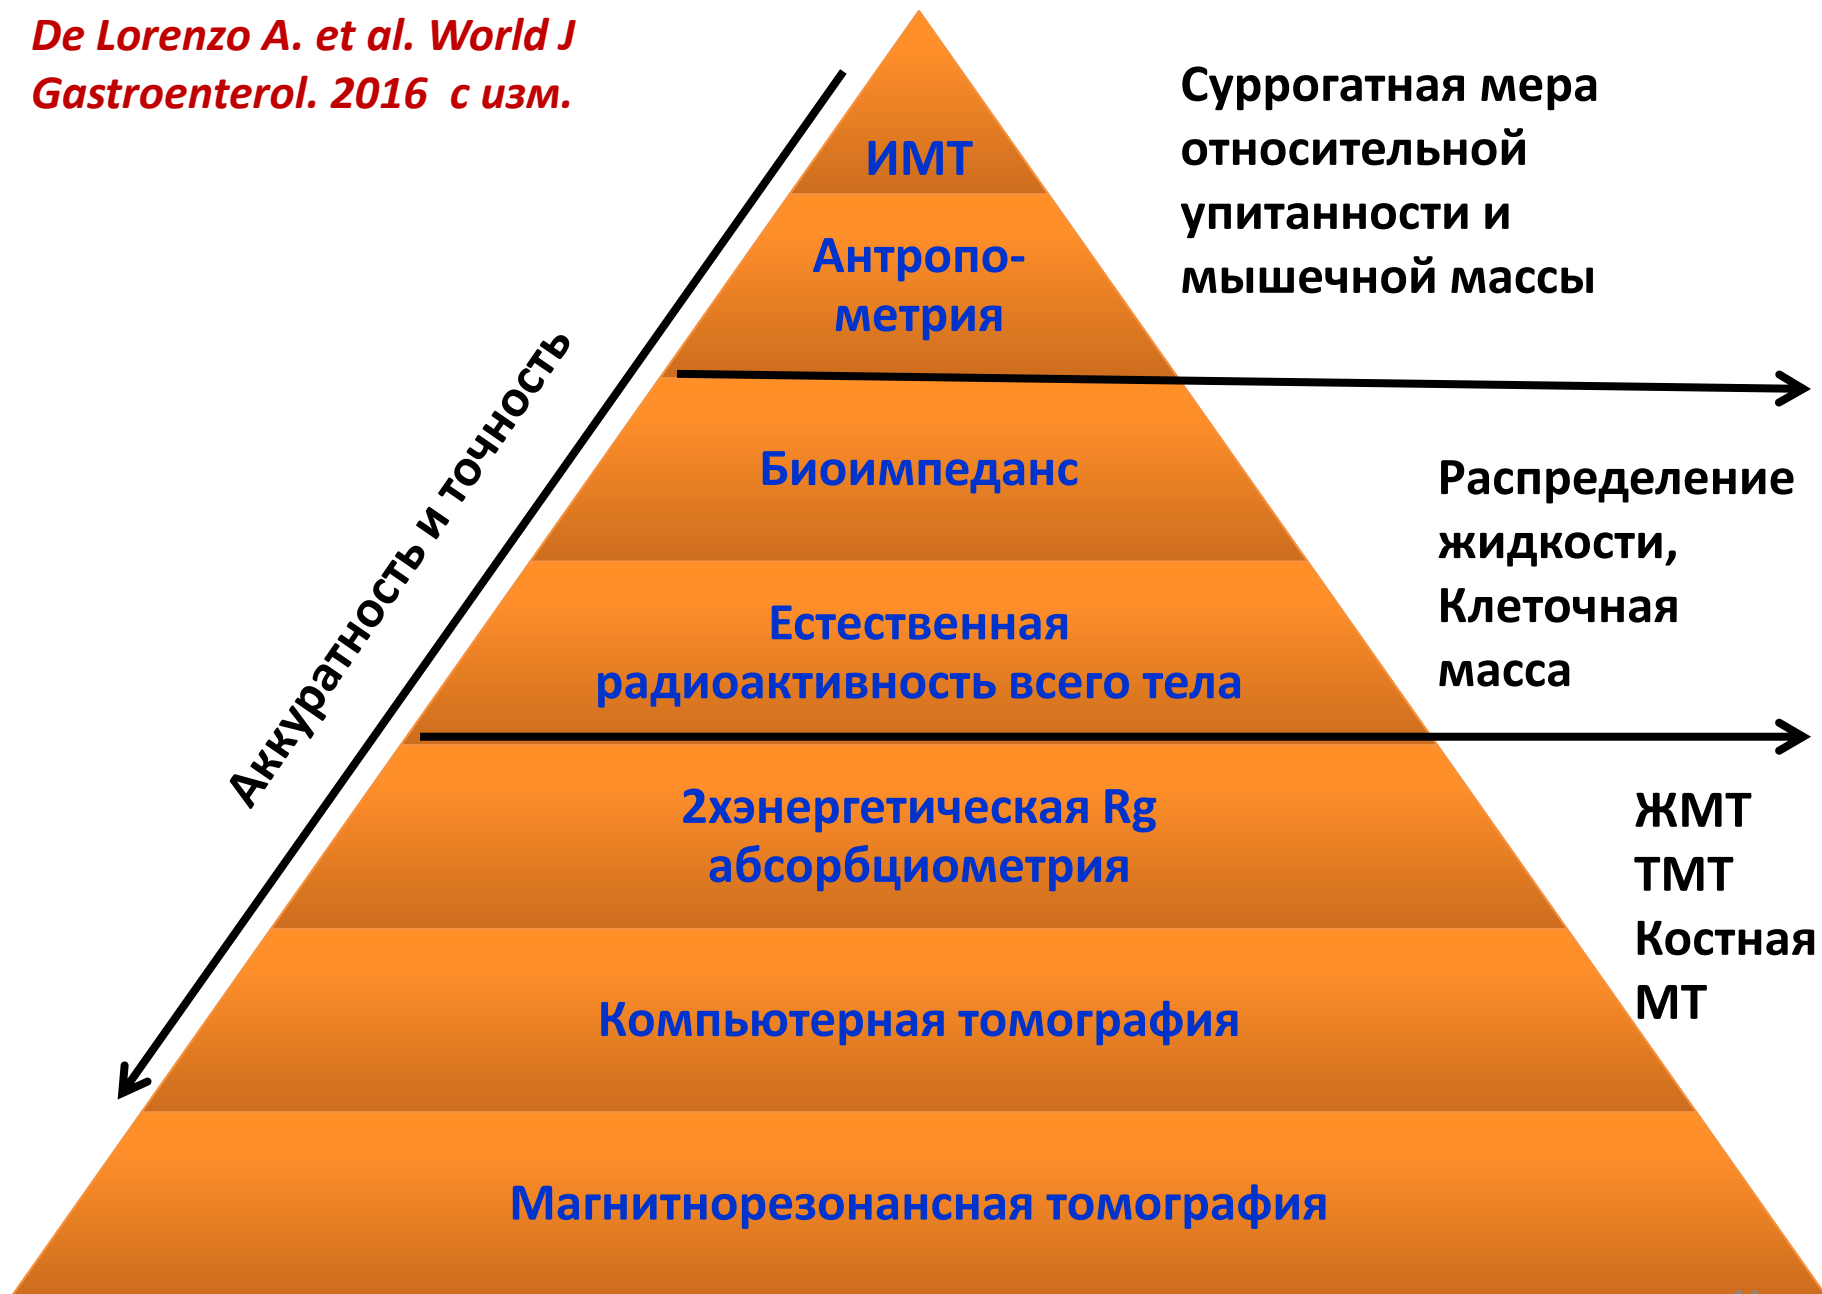 De Lorenzo A. et al. World J
Gastroenterol. 2016 с изм.
Суррогатная мера
относительной
упитанности и
мышечной массы
ИМТ
Антропо-
метрия
Аккуратность и точность
Биоимпеданс
Распределение
жидкости,
Клеточная
масса
Естественная
радиоактивность всего тела
2хэнергетическая Rg
абсорбциометрия
ЖМТ
ТМТ
Костная
МТ
Компьютерная томография
Магнитнорезонансная томография